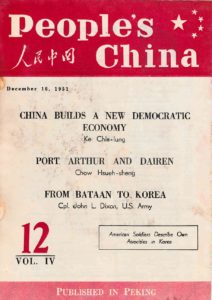 People's
人民中国
China
December 16, 1951
CHINA BUILDS A NEW DEMOCRATIC
ECONOMY
Ke Chia-lung
PORT ARTHUR AND DAIREN
Chow Hsueh-sheng
FROM BATAAN TO KOREA
Cpl. John L. Dixon, U.S. Army
12
VOL. IV
American Soldiers Describe Own
Atrocities in Korea
PUBLISHED IN PEKING